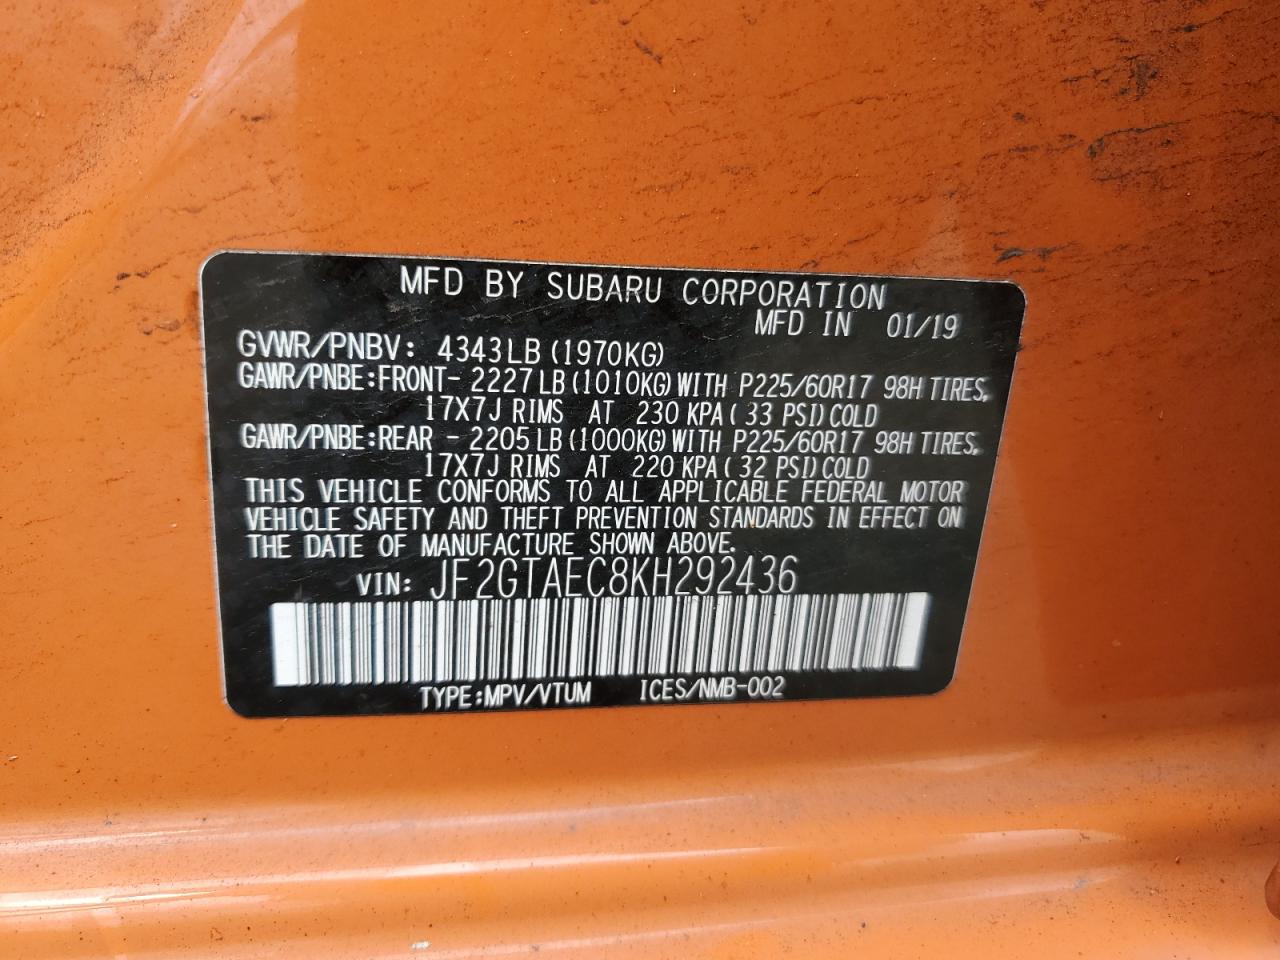 MFD BY SUBARU CORPORATION
MFD IN 01/19
GVWR/PNBV: 4343LB (1970KG)
GAWR/PNBE:FRONT- 2227LB (1010KG) WITH P225/60R17 98H TIRES,
17X7J RIMS AT 230 KPA( 33 PSI) COLD
GAWR/PNBE:REAR - 2205LB (1000KG) WITH P225/60R17 98H TIRES,
17X7J RIMS AT 220 KPA( 32 PSI) COLD
THIS VEHICLE CONFORMS TO ALL APPLICABLE FEDERAL MOTOR
VEHICLE SAFETY AND THEFT PREVENTION STANDARDS IN EFFECT ON
THE DATE OF MANUFACTURE SHOWN ABOVE.
VIN: JF2GTAEC8KH292436
TYPE:MPV/VTUM ICES/NMB-002